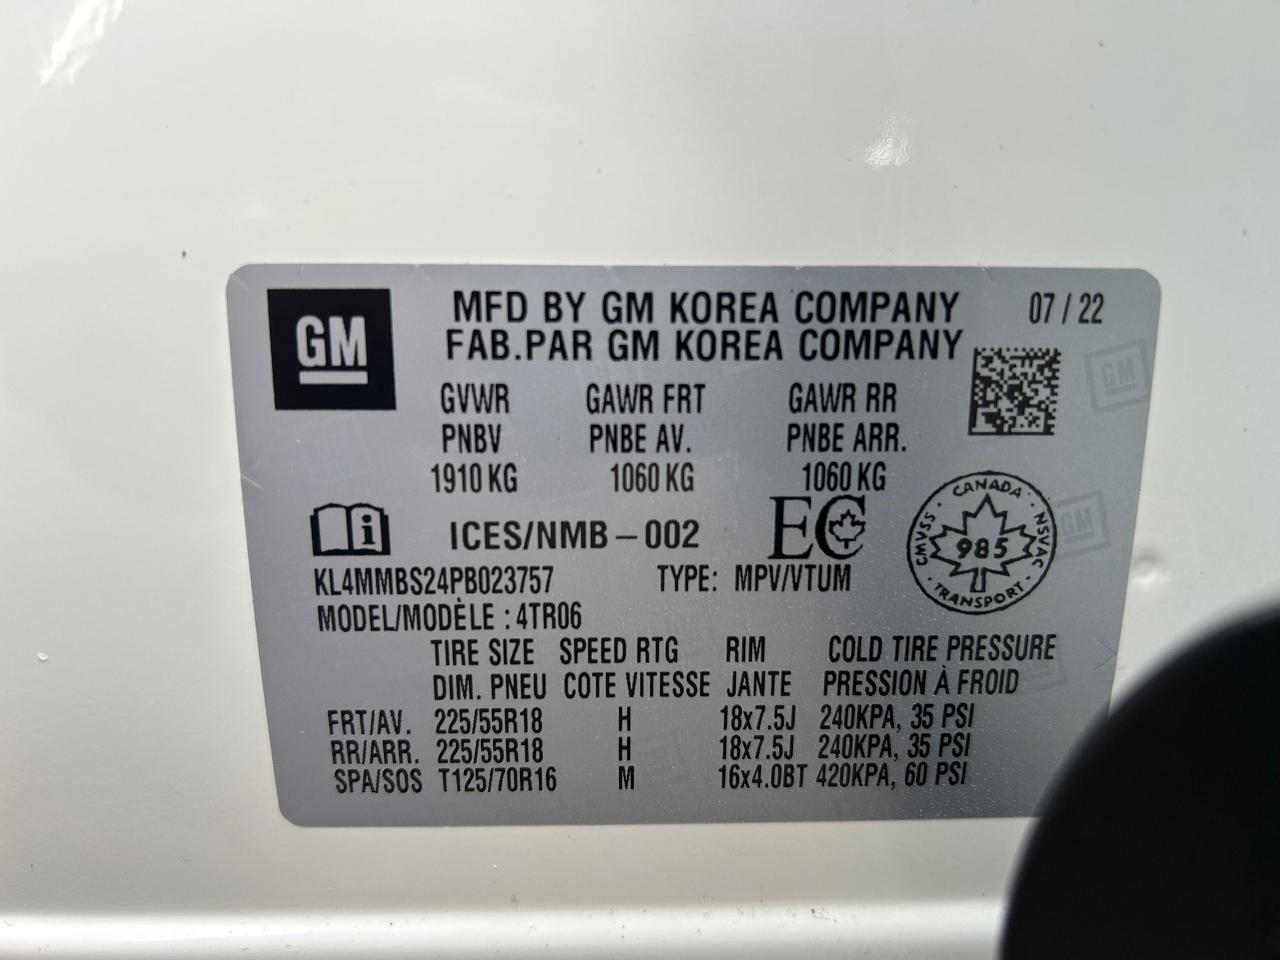 GM
MFD BY GM KOREA COMPANY 07 / 22
FAB.PAR GM KOREA COMPANY
GVWR GAWR FRT GAWR RR
PNBV PNBE AV. PNBE ARR.
1910 KG 1060 KG 1060 KG
GM
i ICES/NMB-002 EC
CANADA
CMVSS · NSVAC
985
TRANSPORT
GM
KL4MMBS24PB023757 TYPE: MPV/VTUM
MODEL/MODÈLE : 4TR06
TIRE SIZE SPEED RTG RIM COLD TIRE PRESSURE
DIM. PNEU COTE VITESSE JANTE PRESSION À FROID
FRT/AV. 225/55R18 H 18x7.5J 240KPA, 35 PSI
RR/ARR. 225/55R18 H 18x7.5J 240KPA, 35 PSI
SPA/SOS T125/70R16 M 16x4.0BT 420KPA, 60 PSI